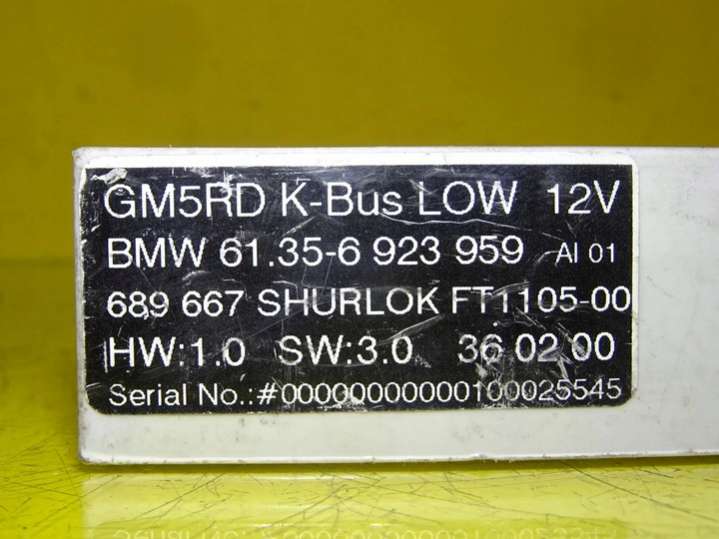 GM5RD K-Bus LOW 12V
BMW 61.35-6 923 959 AI 01
689 667 SHURLOK FT1105-00
HW:1.0 SW:3.0 36 02 00
Serial No.:#00000000000100025545